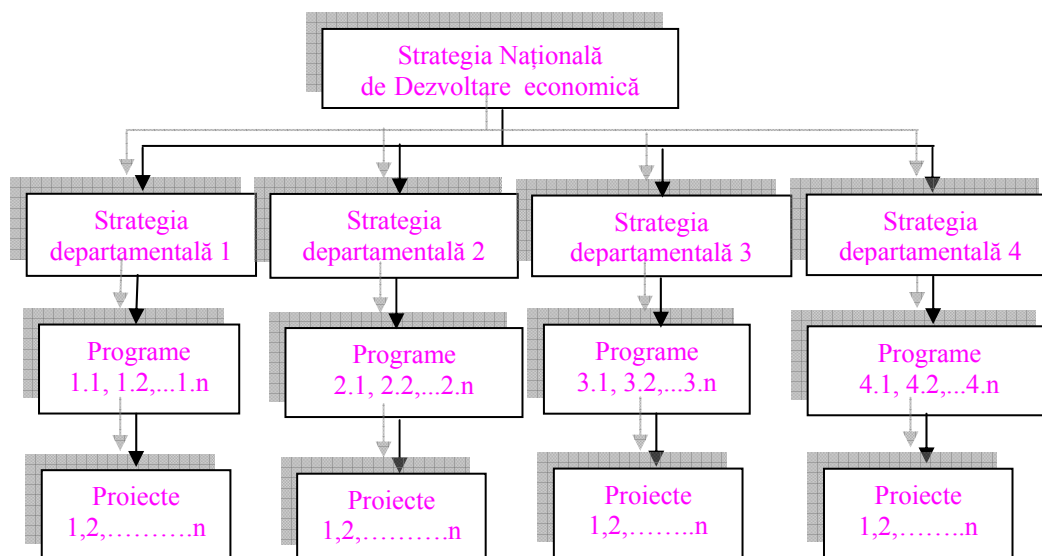 Strategia Națională
de Dezvoltare economică
Strategia
departamentală 1
Strategia
departamentală 2
Strategia
departamentală 3
Strategia
departamentală 4
Programe
1.1, 1.2,...1.n
Programe
2.1, 2.2,...2.n
Programe
3.1, 3.2,...3.n
Programe
4.1, 4.2,...4.n
Proiecte
1,2,……….n
Proiecte
1,2,……….n
Proiecte
1,2,……..n
Proiecte
1,2,……..n